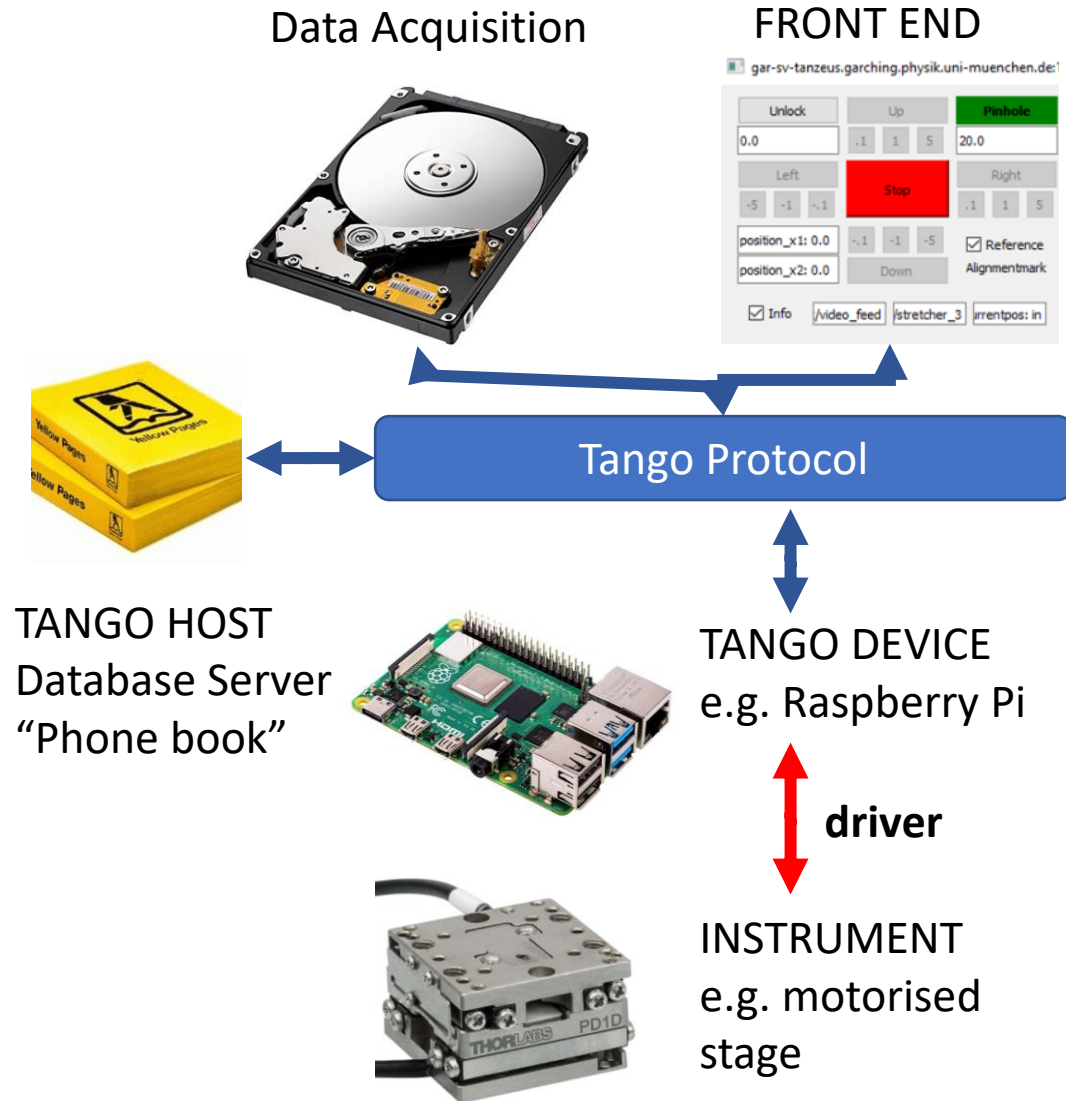 Data Acquisition
FRONT END
gar-sv-tanzeus.garching.physik.uni-muenchen.de:
Unlock
Up
Pinhole
0.0
.1
1
5
20.0
Left
Stop
Right
-5
-1
-.1
.1
1
5
position_x1: 0.0
-.1
-1
-5
Reference
position_x2: 0.0
Down
Alignmentmark
Info
/video_feed
/stretcher_3
urrentpos: in
Yellow Pages
ellow Pages
Tango Protocol
TANGO HOST
Database Server
“Phone book”
TANGO DEVICE
e.g. Raspberry Pi
HDMI
driver
THORLABS
PD1D
INSTRUMENT
e.g. motorised
stage